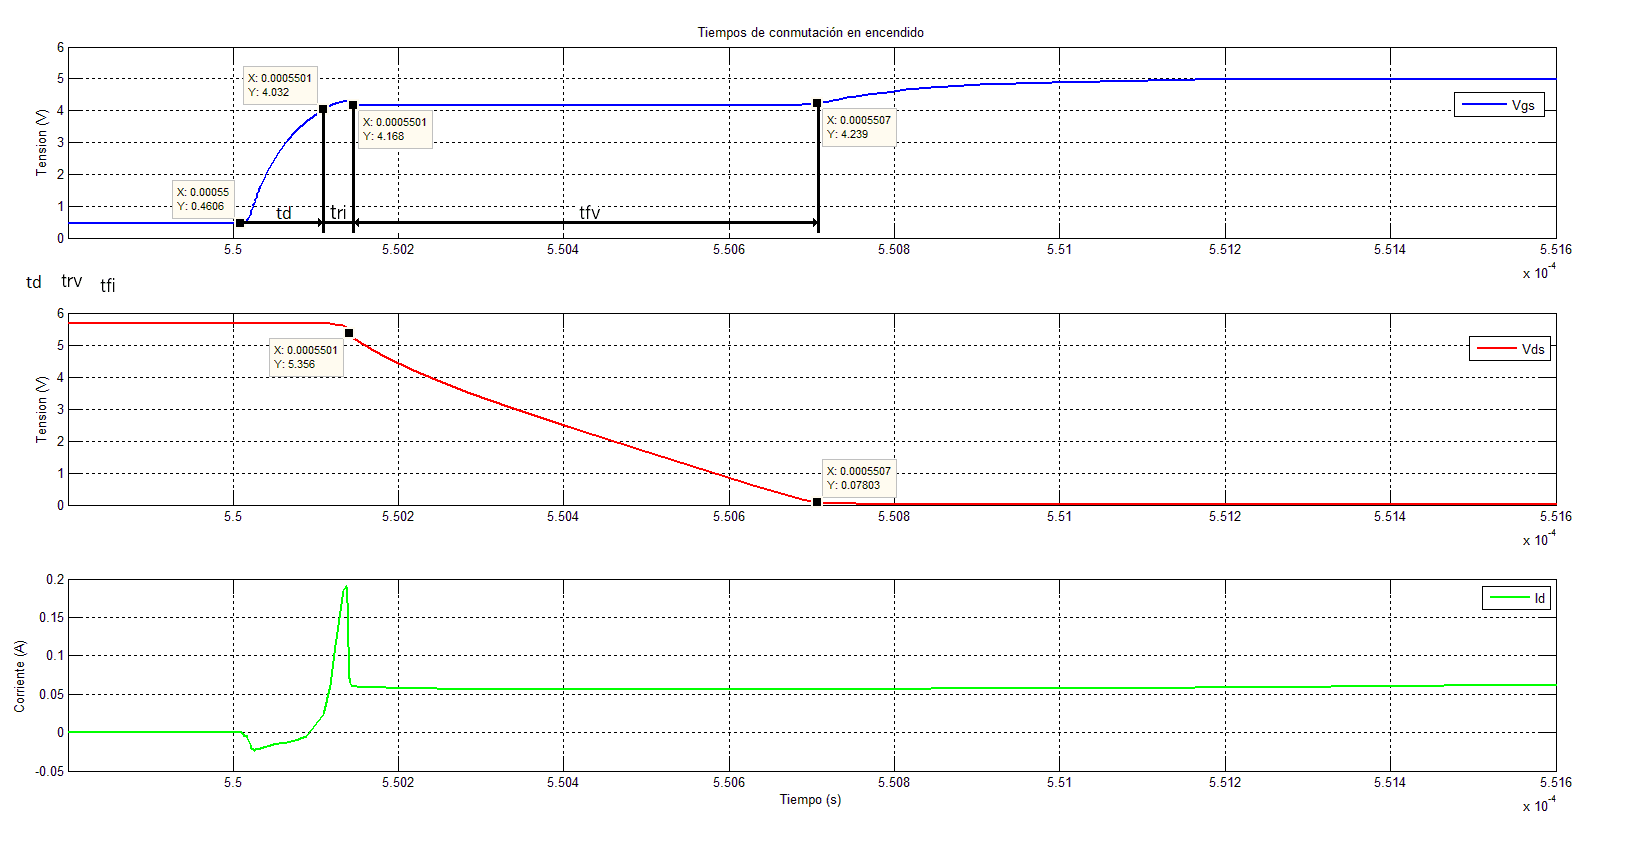 Tiempos de conmutación en encendido
6
5
4
3
2
1
0
Tension (V)
X: 0.0005501
Y: 4.032
X: 0.0005501
Y: 4.168
X: 0.0005507
Y: 4.239
X: 0.00055
Y: 0.4606
Vgs
td
tri
tfv
5.5
5.502
5.504
5.506
5.508
5.51
5.512
5.514
5.516
x 10-4
td trv tfi
6
5
4
3
2
1
0
Tension (V)
X: 0.0005501
Y: 5.356
X: 0.0005507
Y: 0.07803
Vds
5.5
5.502
5.504
5.506
5.508
5.51
5.512
5.514
5.516
x 10-4
0.2
0.15
0.1
0.05
0
-0.05
Corriente (A)
Id
5.5
5.502
5.504
5.506
5.508
5.51
5.512
5.514
5.516
Tiempo (s)
x 10-4